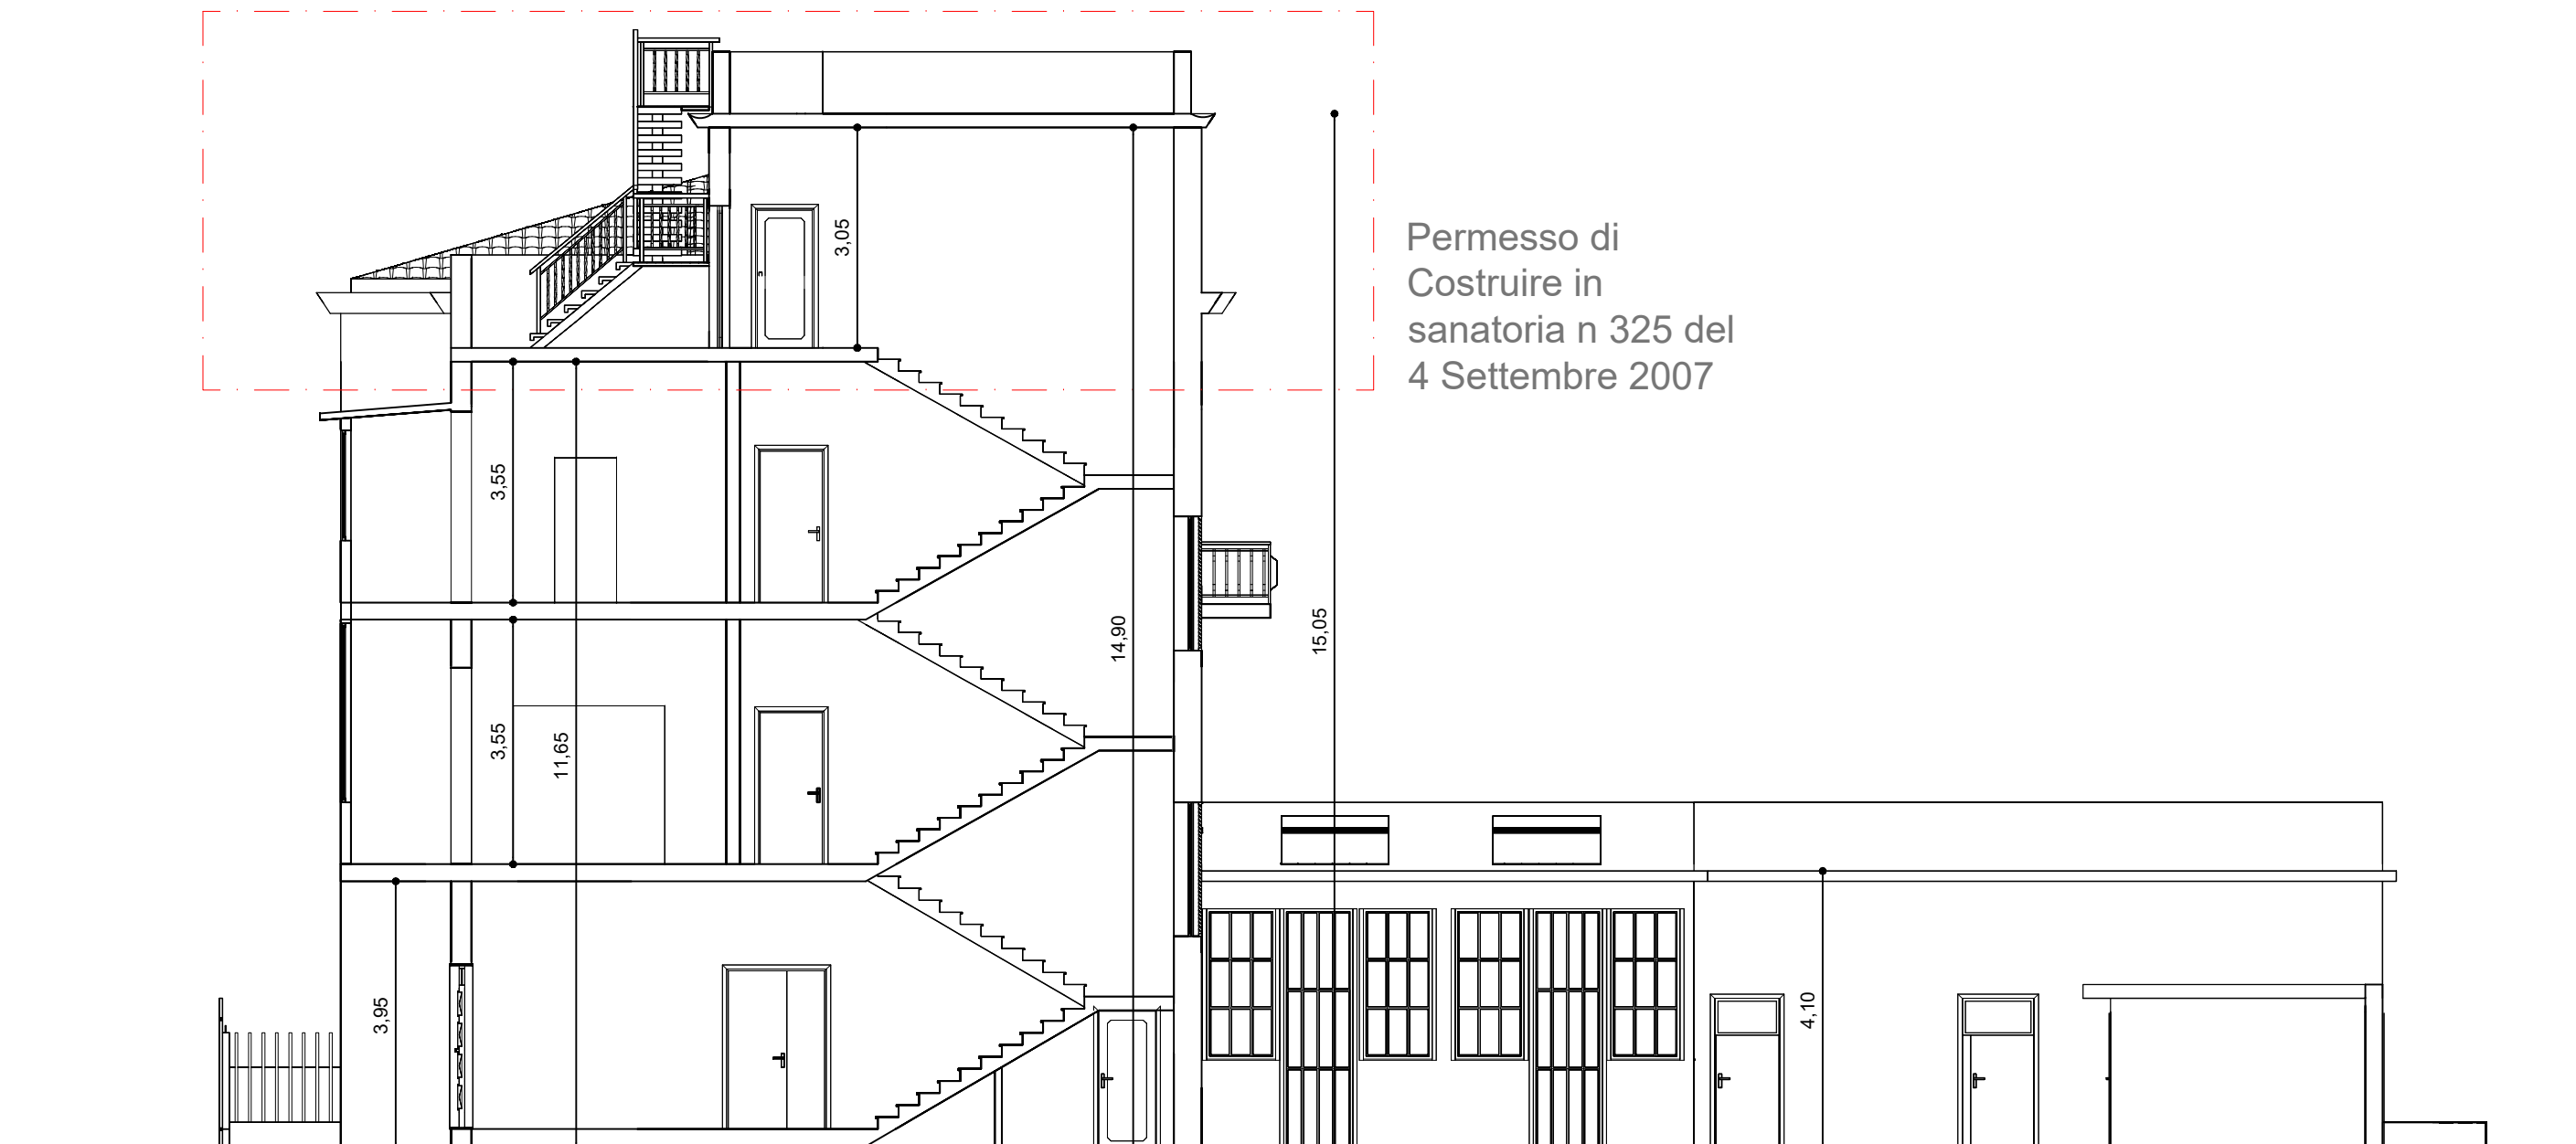 3,05
Permesso di
Costruire in
sanatoria n 325 del
4 Settembre 2007
3,55
14,90
15,05
3,55
11,65
3,95
4,10